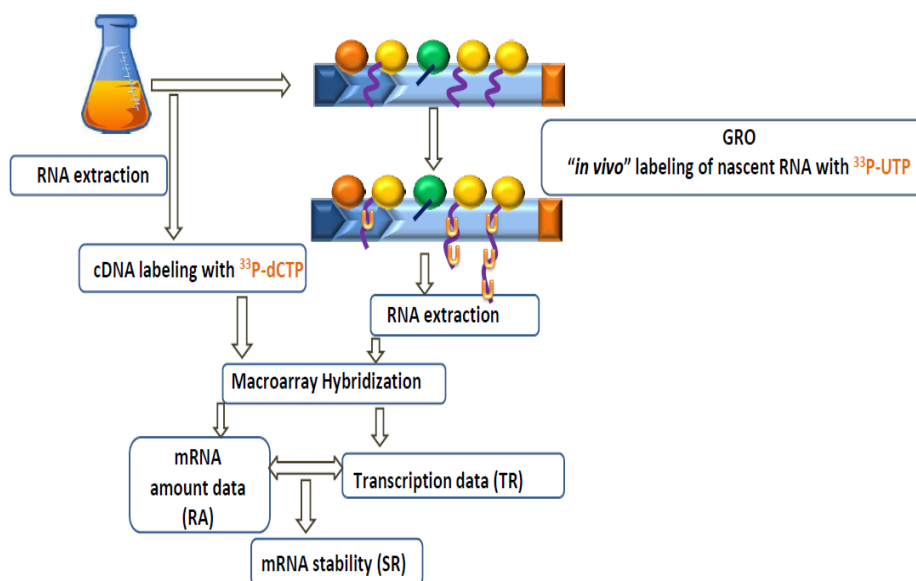 RNA extraction
GRO
“in vivo” labeling of nascent RNA with ³³P-UTP
cDNA labeling with ³³P-dCTP
U
U
U
U
U
U
RNA extraction
Macroarray Hybridization
mRNA
amount data
(RA)
Transcription data (TR)
mRNA stability (SR)